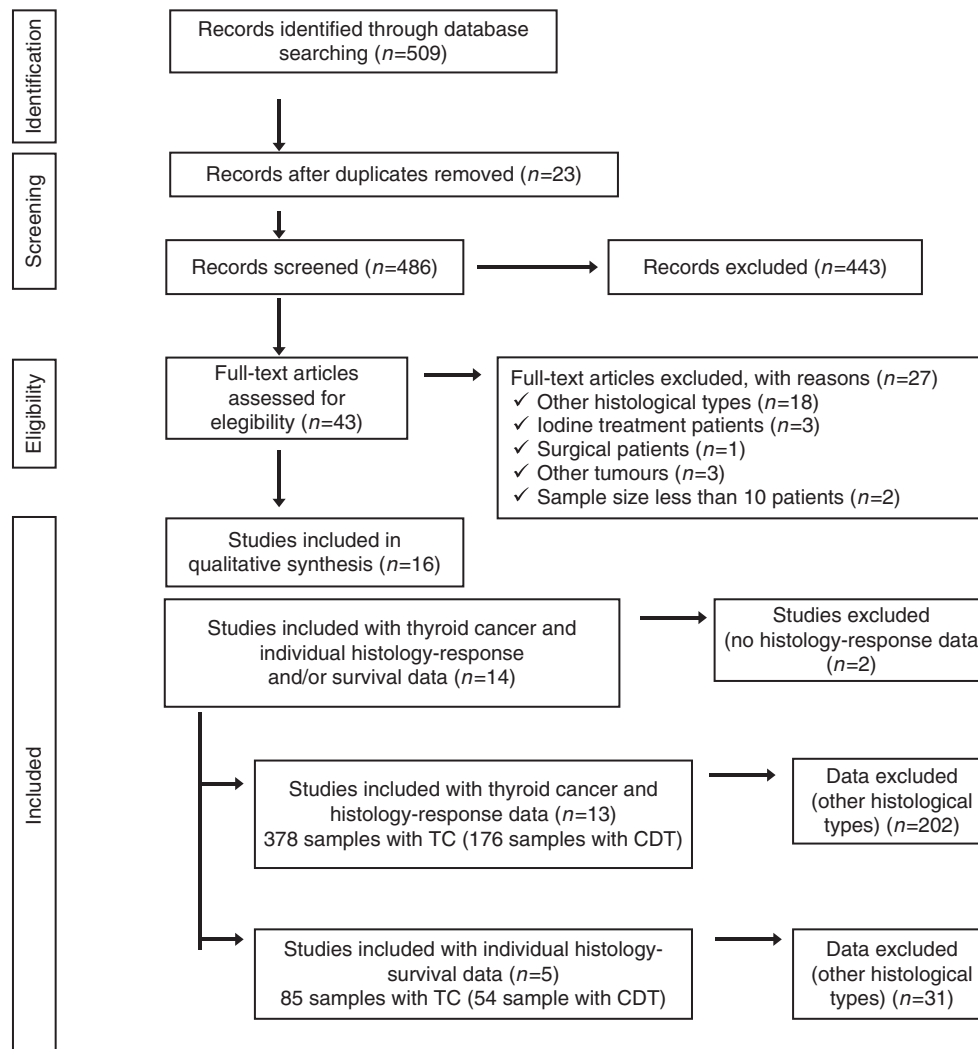 Identification
Records identified through database
searching (n=509)
Screening
Records after duplicates removed (n=23)
Records screened (n=486)
Records excluded (n=443)
Eligibility
Full-text articles
assessed for
elegibility (n=43)
Full-text articles excluded, with reasons (n=27)
✓ Other histological types (n=18)
✓ Iodine treatment patients (n=3)
✓ Surgical patients (n=1)
✓ Other tumours (n=3)
✓ Sample size less than 10 patients (n=2)
Included
Studies included in
qualitative synthesis (n=16)
Studies included with thyroid cancer and
individual histology-response
and/or survival data (n=14)
Studies excluded
(no histology-response data
(n=2)
Studies included with thyroid cancer and
histology-response data (n=13)
378 samples with TC (176 samples with CDT)
Data excluded
(other histological
types) (n=202)
Studies included with individual histology-
survival data (n=5)
85 samples with TC (54 sample with CDT)
Data excluded
(other histological
types) (n=31)